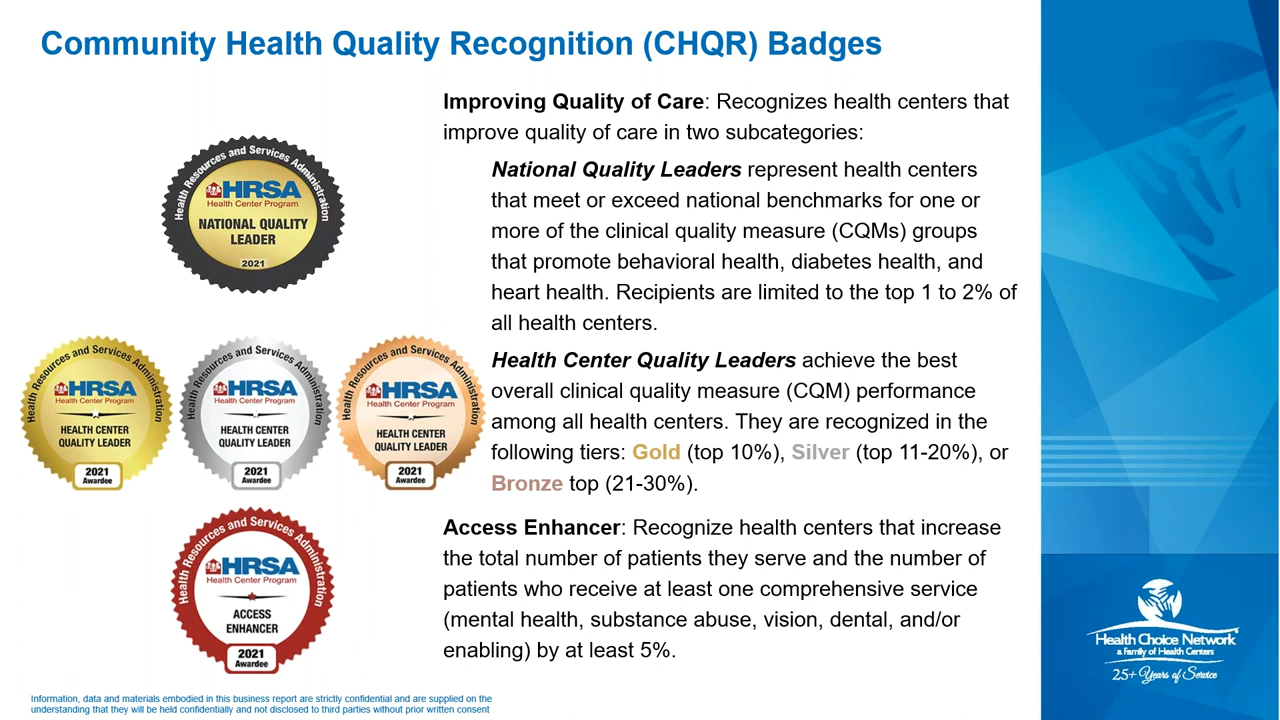 Community Health Quality Recognition (CHQR) Badges
Improving Quality of Care: Recognizes health centers that
improve quality of care in two subcategories:
National Quality Leaders represent health centers
that meet or exceed national benchmarks for one or
more of the clinical quality measure (CQMs) groups
that promote behavioral health, diabetes health, and
heart health. Recipients are limited to the top 1 to 2% of
all health centers.
Health Center Quality Leaders achieve the best
overall clinical quality measure (CQM) performance
among all health centers. They are recognized in the
following tiers: Gold (top 10%), Silver (top 11-20%), or
Bronze top (21-30%).
Access Enhancer: Recognize health centers that increase
the total number of patients they serve and the number of
patients who receive at least one comprehensive service
(mental health, substance abuse, vision, dental, and/or
enabling) by at least 5%.
Health Resources and Services Administration
HRSA
Health Center Program
NATIONAL QUALITY
LEADER
2021
Health Resources and Services Administration
HRSA
Health Center Program
HEALTH CENTER
QUALITY LEADER
2021
Awardee
Health Resources and Services Administration
HRSA
Health Center Program
HEALTH CENTER
QUALITY LEADER
2021
Awardee
Health Resources and Services Administration
HRSA
Health Center Program
HEALTH CENTER
QUALITY LEADER
2021
Awardee
Health Resources and Services Administration
HRSA
Health Center Program
ACCESS
ENHANCER
2021
Awardee
Health Choice Network
a Family of Health Centers
25+ Years of Service
Information, data and materials embodied in this business report are strictly confidential and are supplied on the
understanding that they will be held confidentially and not disclosed to third parties without prior written consent